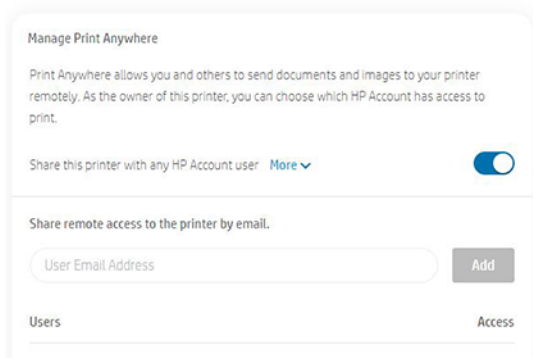 Manage Print Anywhere
Print Anywhere allows you and others to send documents and images to your printer
remotely. As the owner of this printer, you can choose which HP Account has access to
print.
Share this printer with any HP Account user More
Share remote access to the printer by email.
User Email Address Add
Users Access